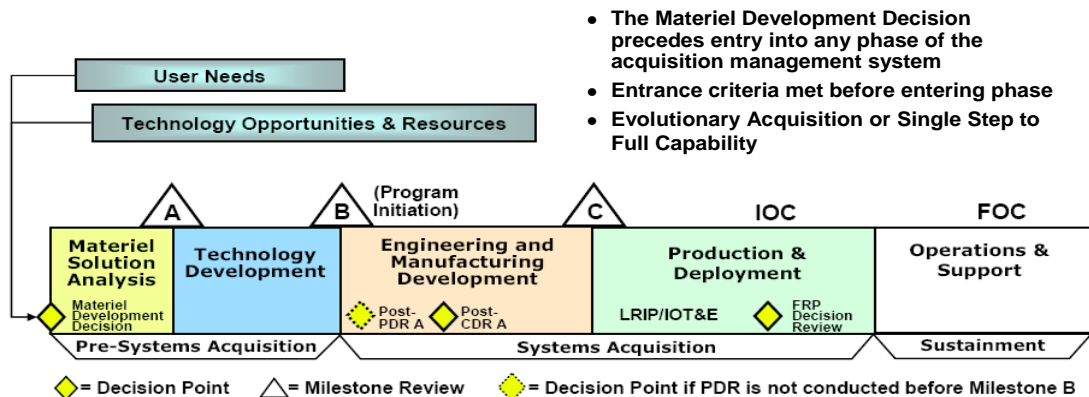 • The Materiel Development Decision
precedes entry into any phase of the
acquisition management system
• Entrance criteria met before entering phase
• Evolutionary Acquisition or Single Step to
Full Capability
User Needs
Technology Opportunities & Resources
A
B
(Program
Initiation)
C
IOC
FOC
Materiel
Solution
Analysis
Technology
Development
Engineering and
Manufacturing
Development
Production &
Deployment
Operations &
Support
Materiel
Development
Decision
Post-
PDR A
Post-
CDR A
LRIP/IOT&E
FRP
Decision
Review
Pre-Systems Acquisition
Systems Acquisition
Sustainment
= Decision Point
= Milestone Review
= Decision Point if PDR is not conducted before Milestone B